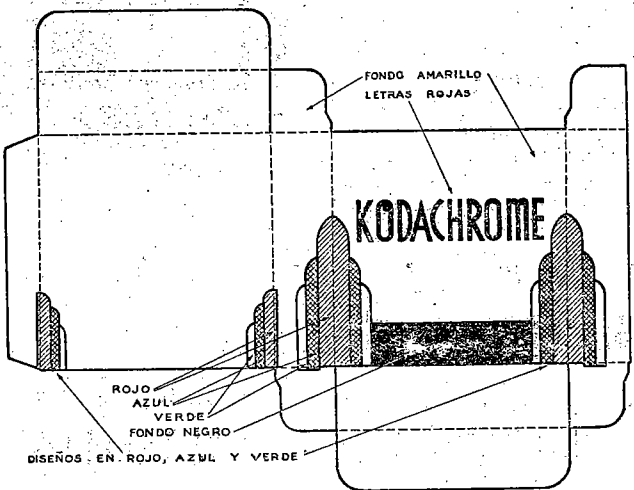 FONDO AMARILLO
LETRAS ROJAS
KODACHROME
ROJO
AZUL
VERDE
FONDO NEGRO
DISEÑOS EN ROJO, AZUL Y VERDE